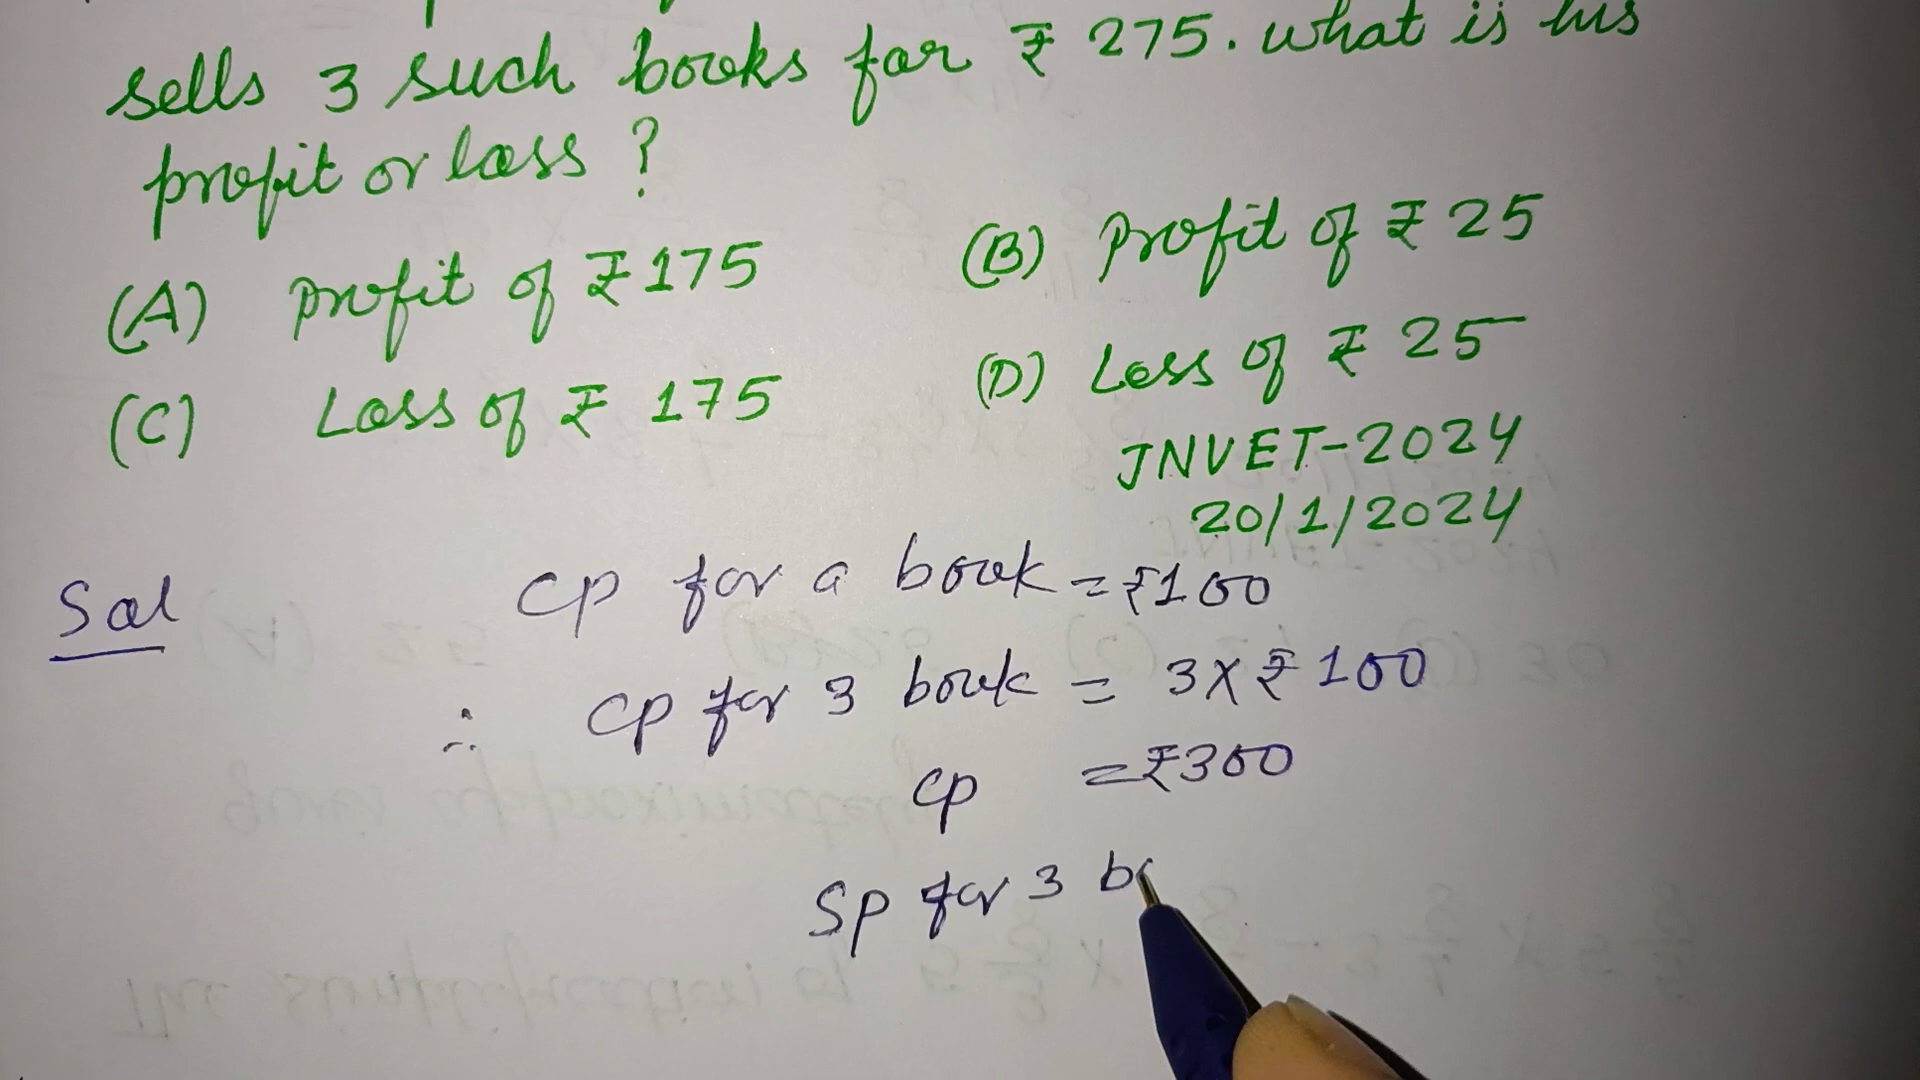 sells 3 such books for ₹ 275. what is his
profit or loss ?
(A) profit of ₹ 175 (B) profit of ₹ 25
(C) Loss of ₹ 175 (D) Loss of ₹ 25
JNVET-2024
20/1/2024
Sol CP for a book = ₹100
∴ CP for 3 book = 3 X ₹ 100
CP = ₹300
SP for 3 bo